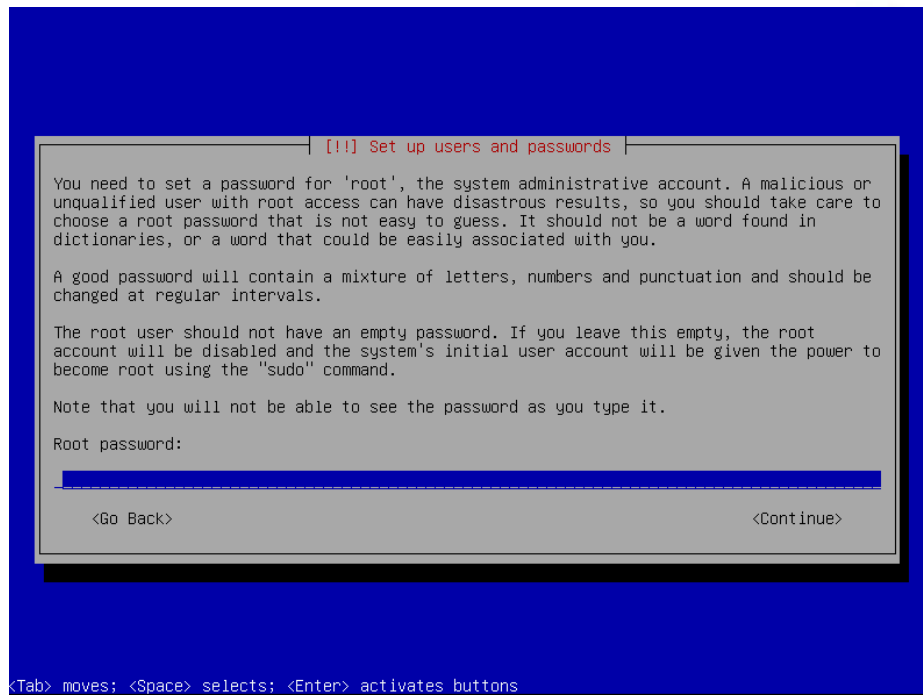 [!!] Set up users and passwords
You need to set a password for 'root', the system administrative account. A malicious or
unqualified user with root access can have disastrous results, so you should take care to
choose a root password that is not easy to guess. It should not be a word found in
dictionaries, or a word that could be easily associated with you.
A good password will contain a mixture of letters, numbers and punctuation and should be
changed at regular intervals.
The root user should not have an empty password. If you leave this empty, the root
account will be disabled and the system's initial user account will be given the power to
become root using the "sudo" command.
Note that you will not be able to see the password as you type it.
Root password:
<Go Back> <Continue>
<Tab> moves; <Space> selects; <Enter> activates buttons